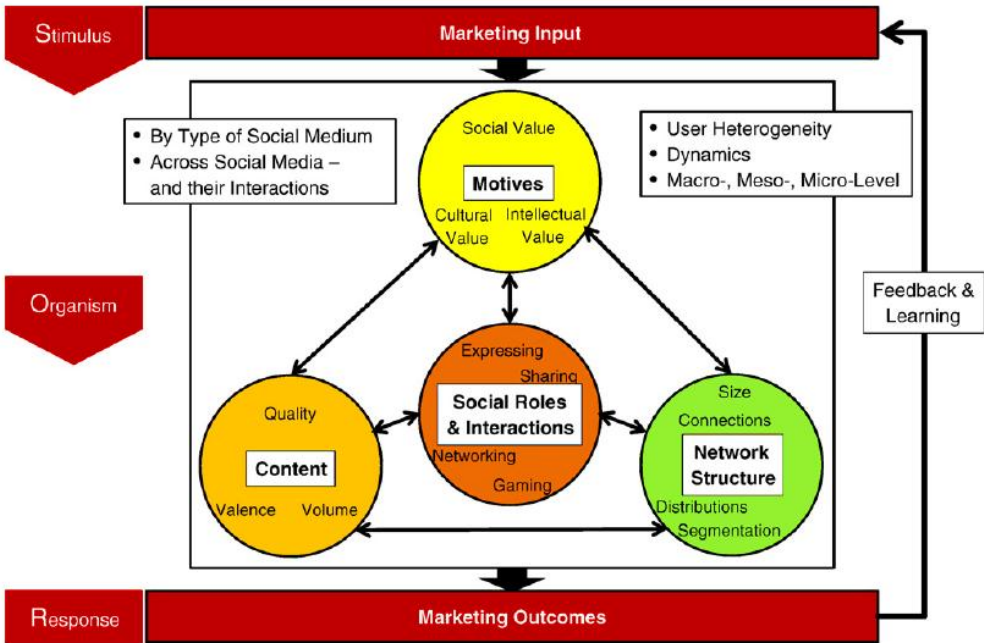 Stimulus
Marketing Input
• By Type of Social Medium
• Across Social Media –
and their Interactions
• User Heterogeneity
• Dynamics
• Macro-, Meso-, Micro-Level
Social Value
Motives
Cultural
Value
Intellectual
Value
Organism
Feedback &
Learning
Expressing
Sharing
Social Roles
& Interactions
Networking
Gaming
Quality
Content
Valence
Volume
Size
Connections
Network
Structure
Distributions
Segmentation
Response
Marketing Outcomes